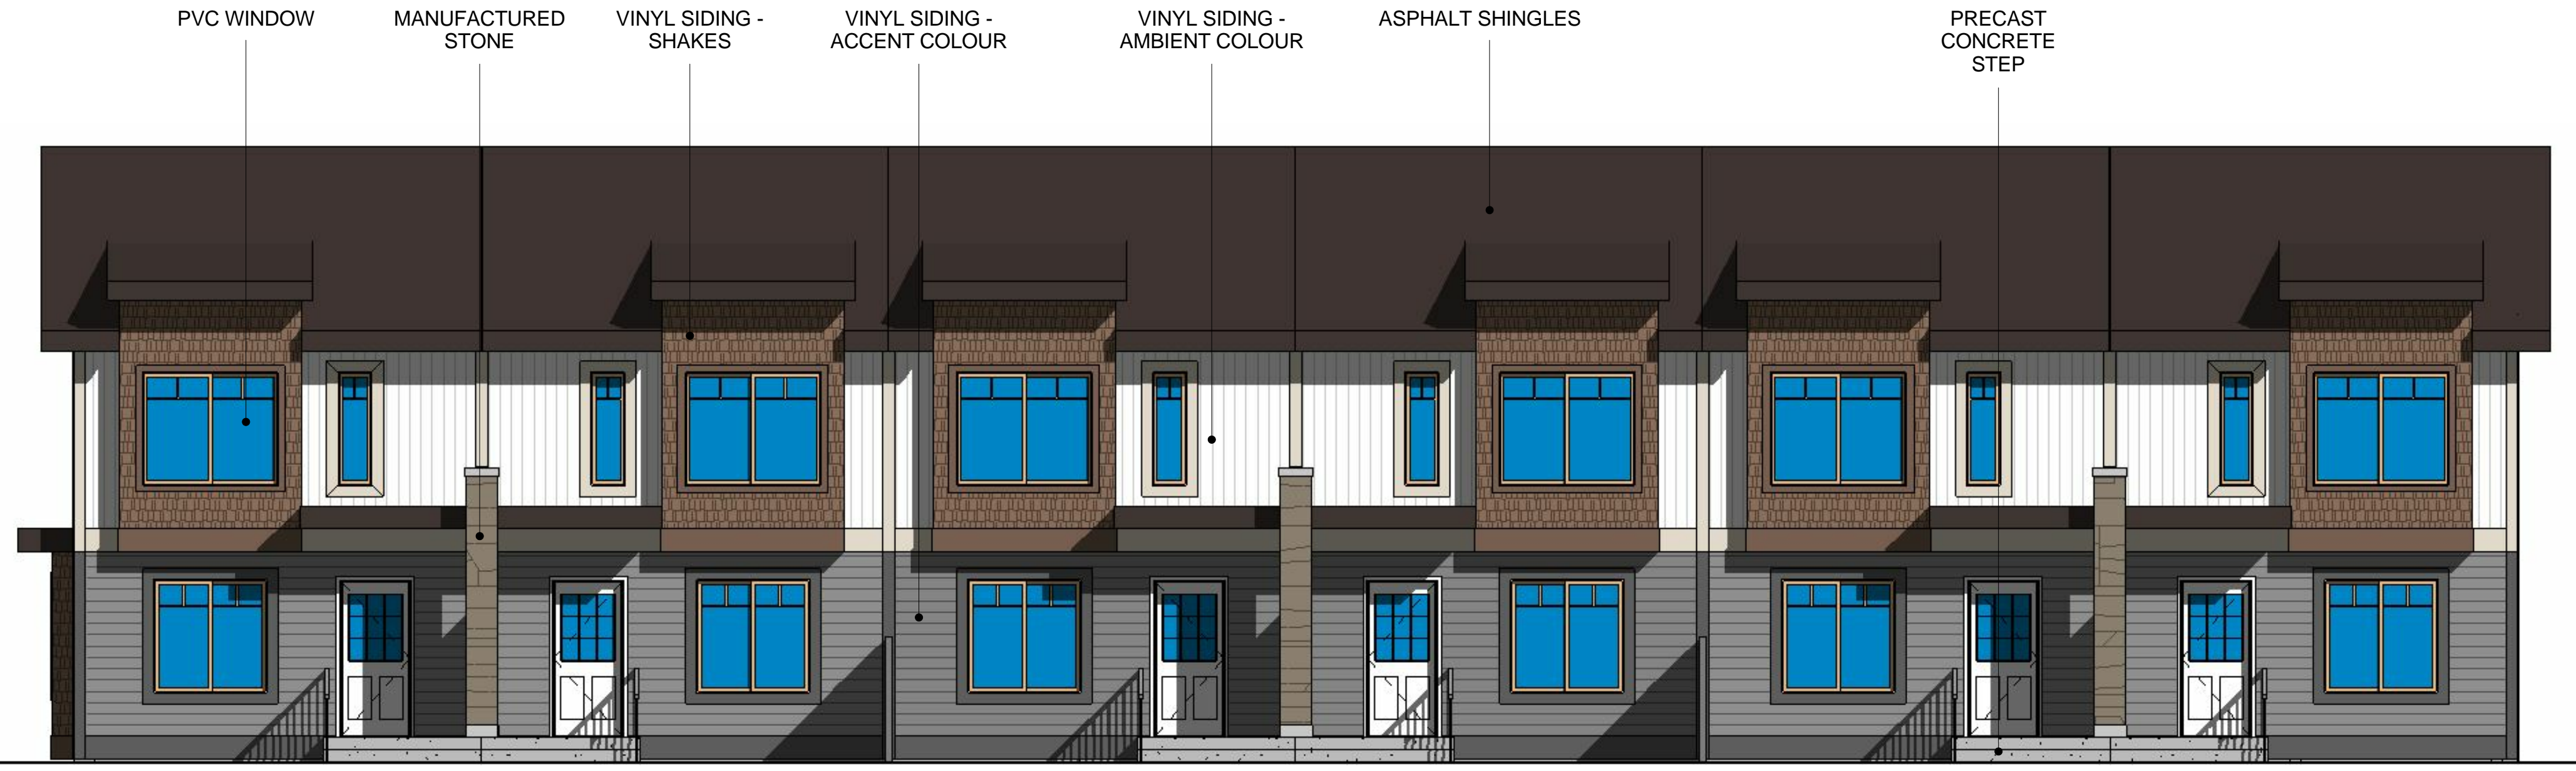 PVC WINDOW
MANUFACTURED
STONE
VINYL SIDING -
SHAKES
VINYL SIDING -
ACCENT COLOUR
VINYL SIDING -
AMBIENT COLOUR
ASPHALT SHINGLES
PRECAST
CONCRETE
STEP